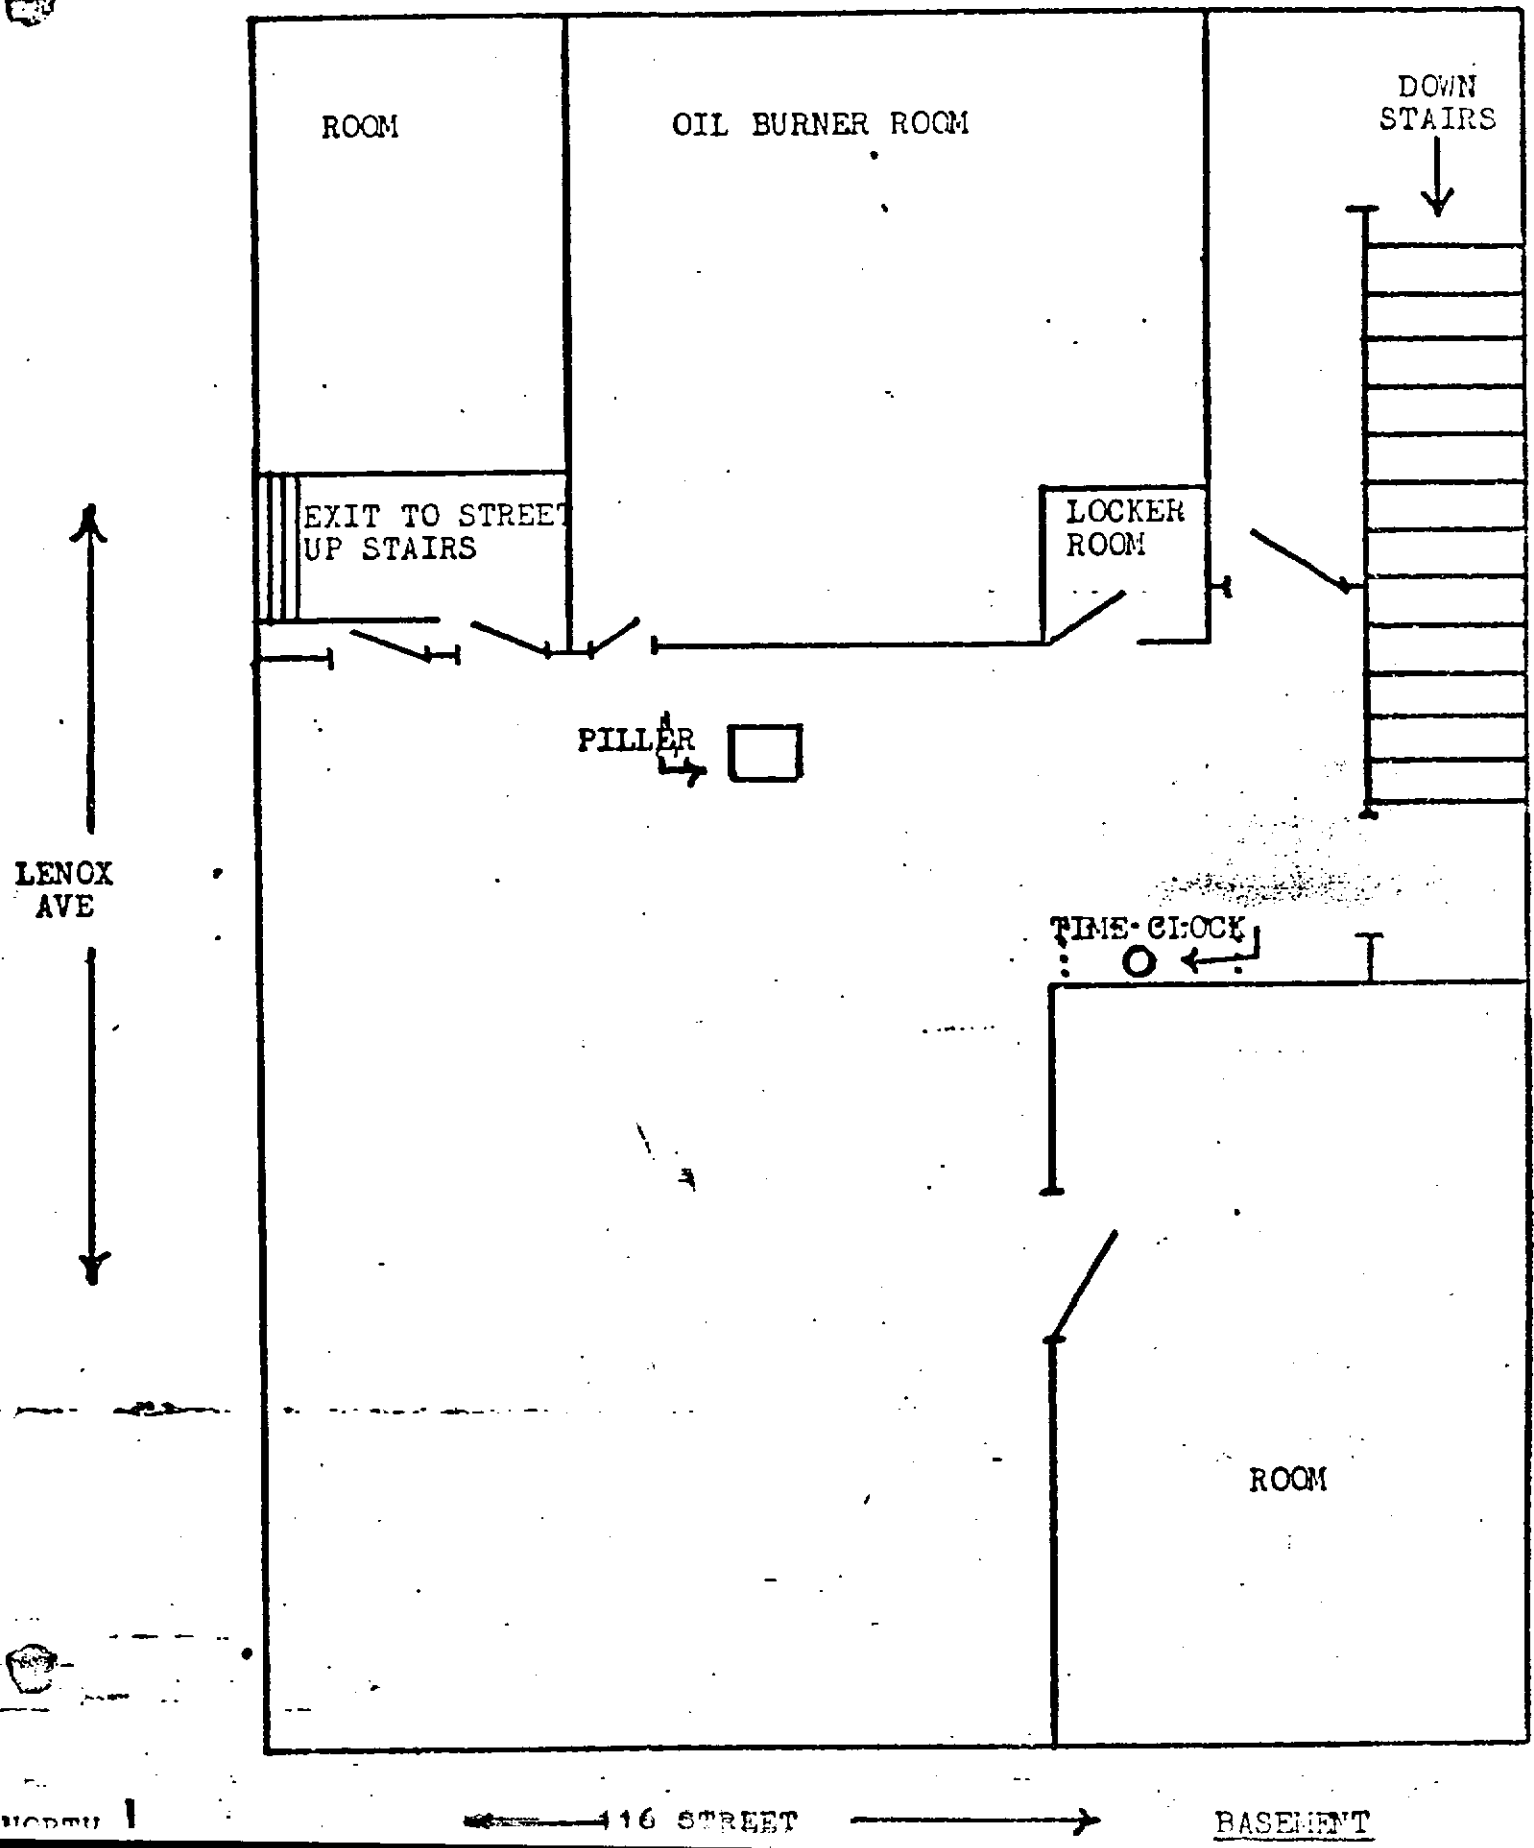 DOWN
STAIRS
ROOM
OIL BURNER ROOM
EXIT TO STREET
UP STAIRS
LOCKER
ROOM
PILLER
LENOX
AVE
TIME CLOCK
ROOM
NORTH
116 STREET
BASEMENT